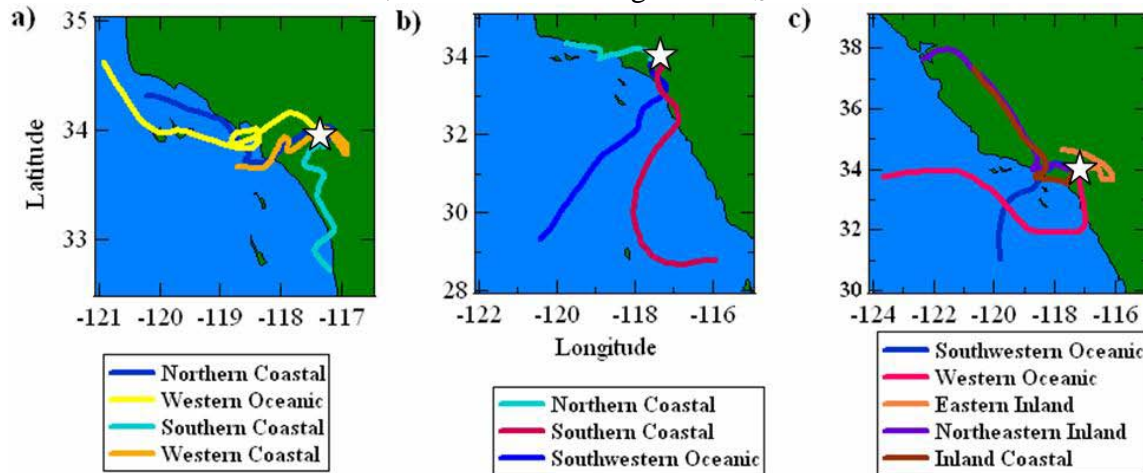 a)
b)
c)
Latitude
35
34
33
-121 -120 -119 -118 -117
34
32
30
28
-122 -120 -118 -116
38
36
34
32
30
-124 -122 -120 -118 -116
Longitude
Northern Coastal
Western Oceanic
Southern Coastal
Western Coastal
Northern Coastal
Southern Coastal
Southwestern Oceanic
Southwestern Oceanic
Western Oceanic
Eastern Inland
Northeastern Inland
Inland Coastal